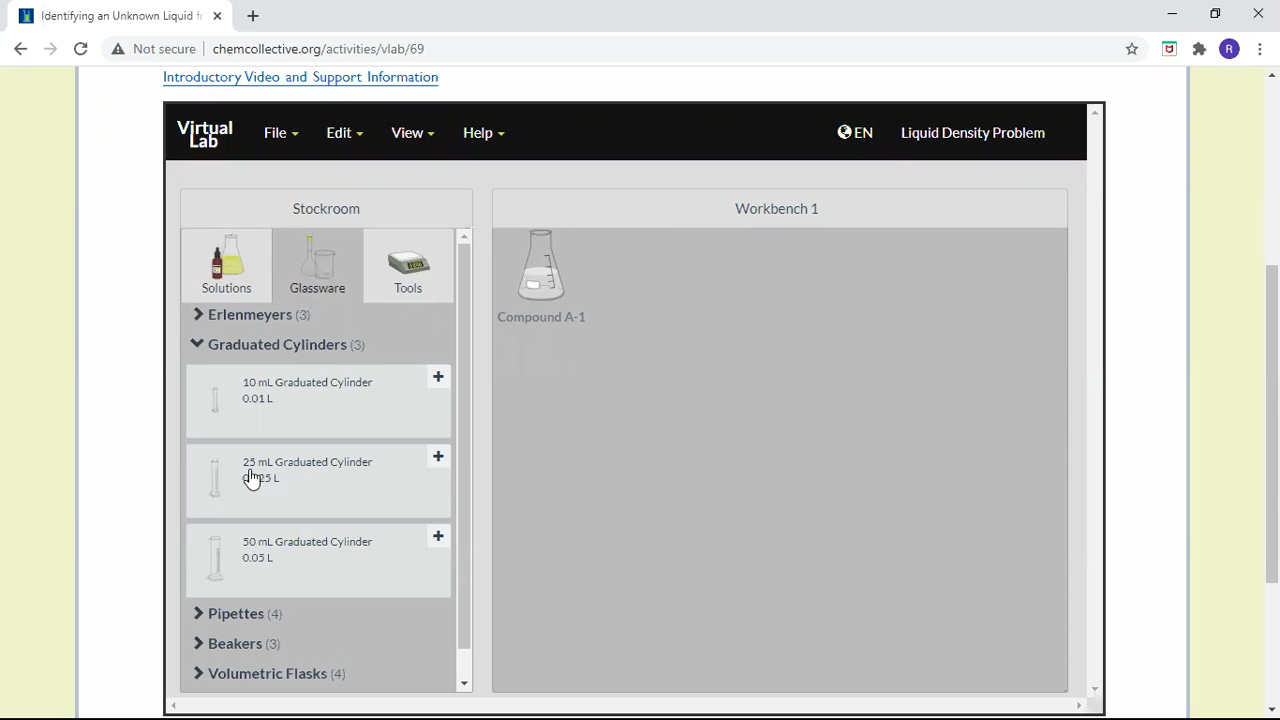 Identifying an Unknown Liquid fr
Not secure
chemcollective.org/activities/vlab/69
R
Introductory Video and Support Information
Virtual Lab
File
Edit
View
Help
EN
Liquid Density Problem
Stockroom
Workbench 1
Solutions
Glassware
Tools
Compound A-1
Erlenmeyers (3)
Graduated Cylinders (3)
10 mL Graduated Cylinder
0.01 L
25 mL Graduated Cylinder
25 L
50 mL Graduated Cylinder
0.05 L
Pipettes (4)
Beakers (3)
Volumetric Flasks (4)